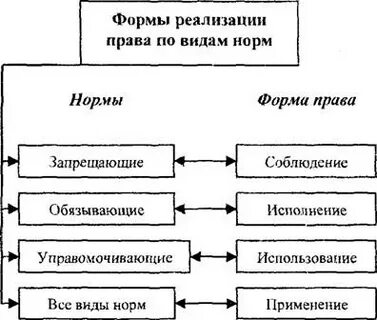 Формы реализации
права по видам норм
Нормы Форма права
Запрещающие Соблюдение
Обязывающие Исполнение
Управомочивающие Использование
Все виды норм Применение